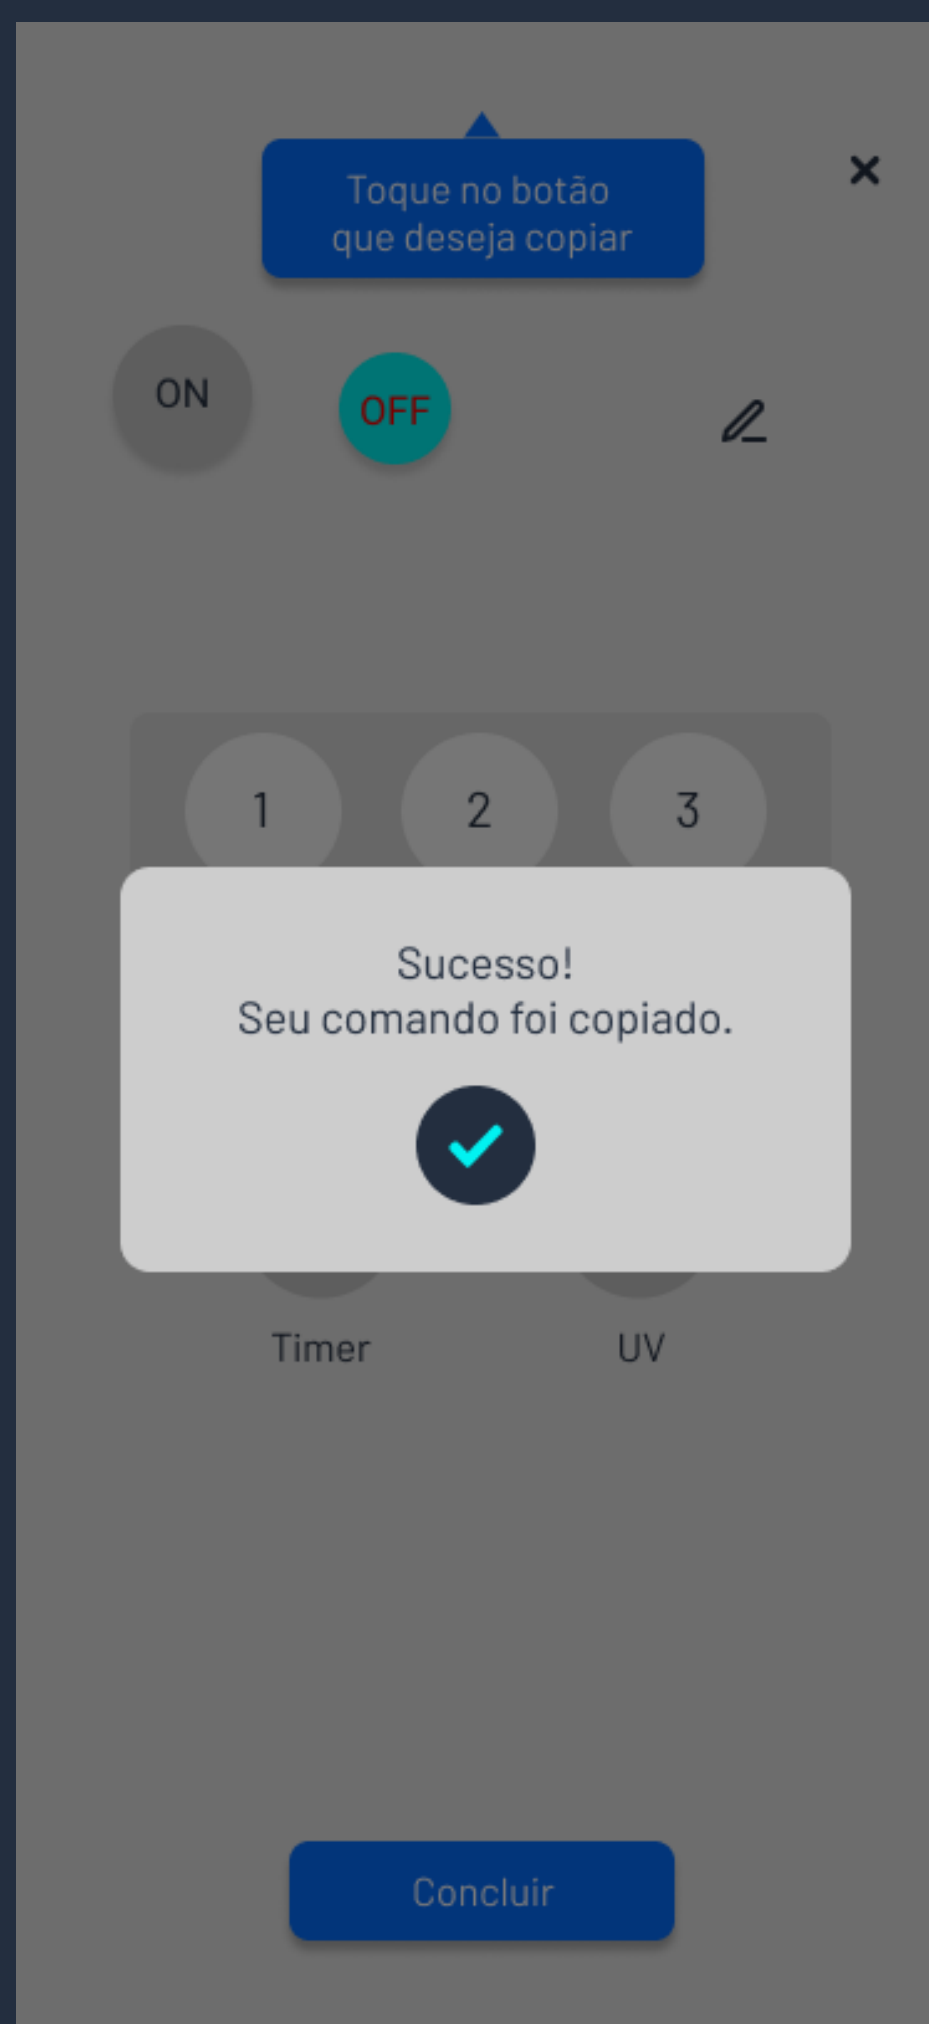 Toque no botão
que deseja copiar
ON
OFF
1
2
3
Sucesso!
Seu comando foi copiado.
Timer
UV
Concluir